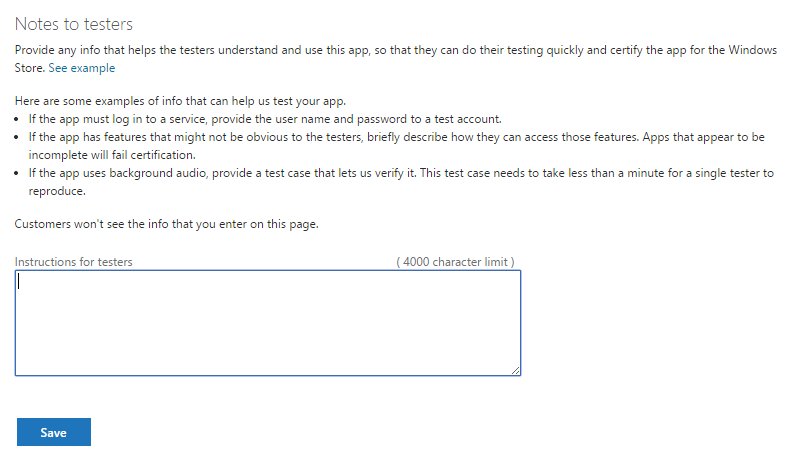 Notes to testers
Provide any info that helps the testers understand and use this app, so that they can do their testing quickly and certify the app for the Windows
Store. See example
Here are some examples of info that can help us test your app.
• If the app must log in to a service, provide the user name and password to a test account.
• If the app has features that might not be obvious to the testers, briefly describe how they can access those features. Apps that appear to be
incomplete will fail certification.
• If the app uses background audio, provide a test case that lets us verify it. This test case needs to take less than a minute for a single tester to
reproduce.
Customers won't see the info that you enter on this page.
Instructions for testers ( 4000 character limit )
Save